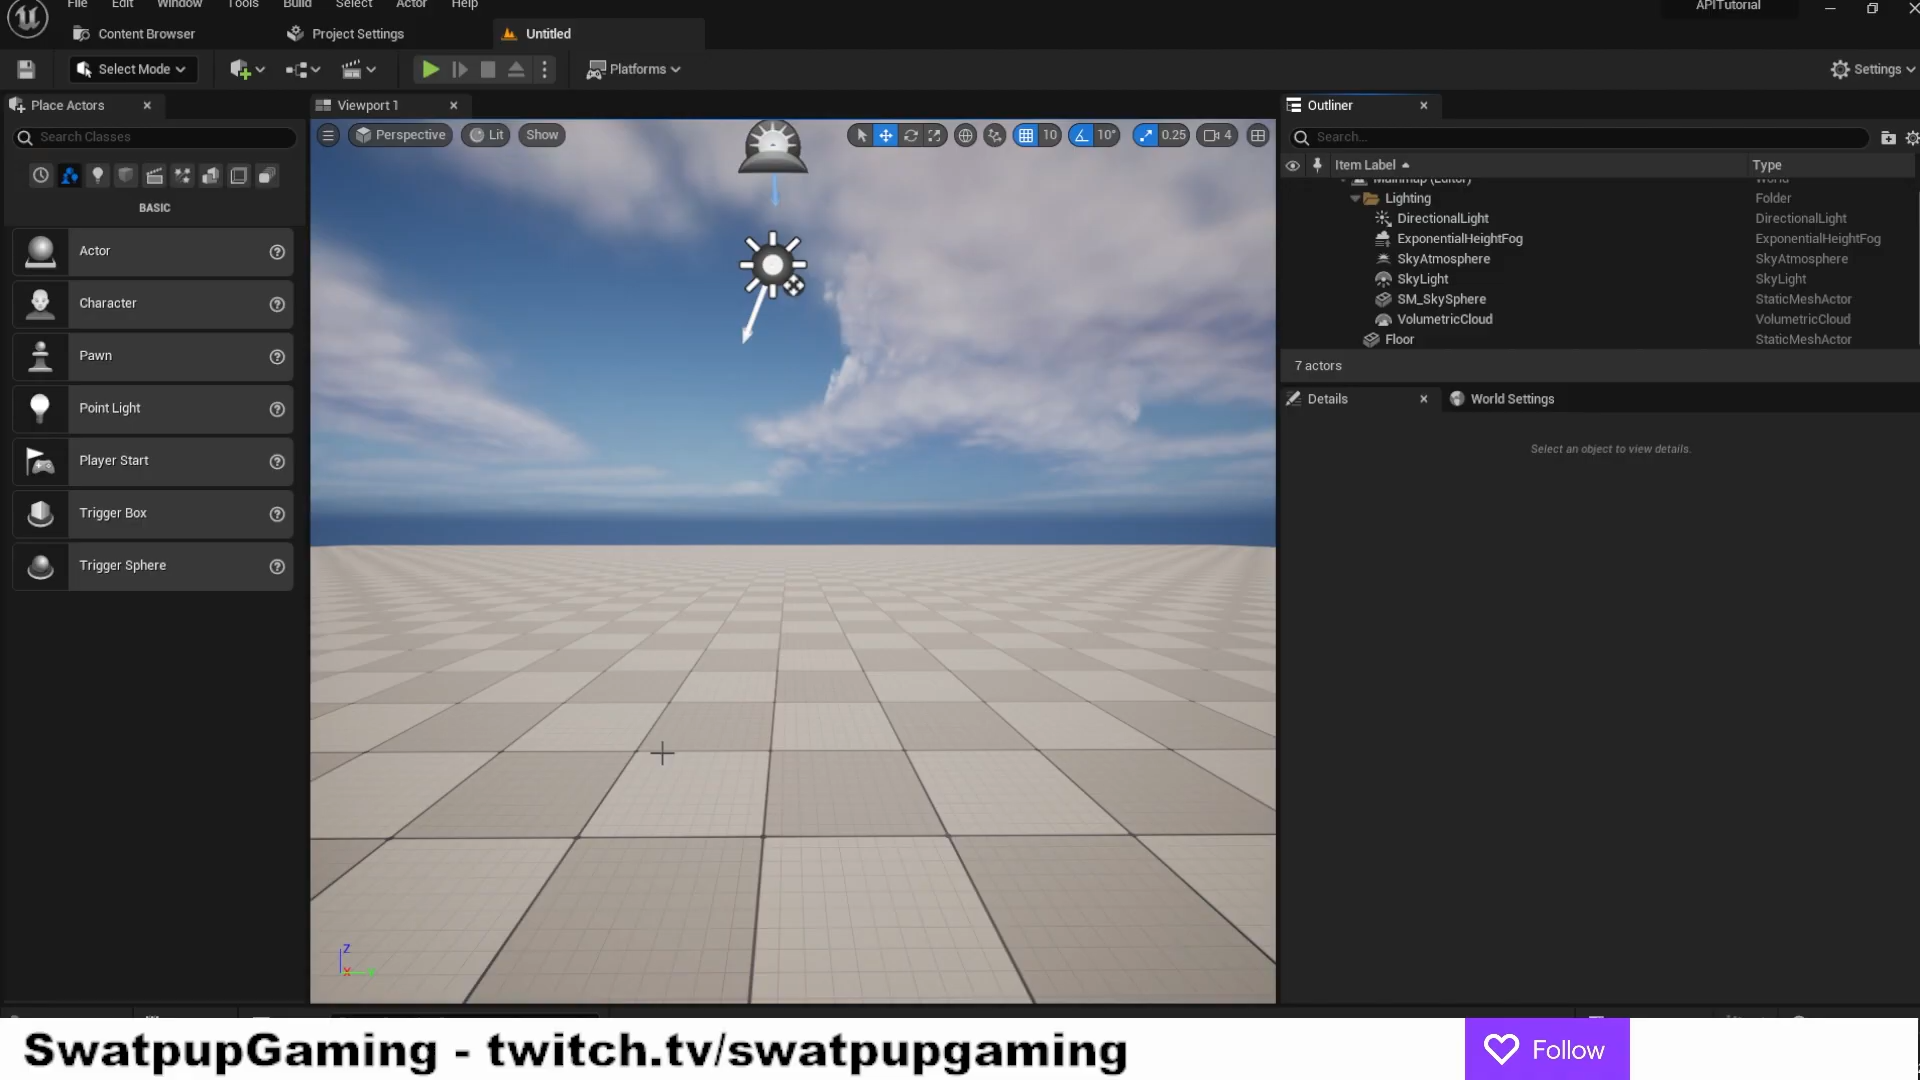 File Edit Window Tools Build Select Actor Help
APITutorial
Content Browser Project Settings Untitled
Select Mode Platforms Settings
Place Actors Viewport 1 Outliner
Search Classes Perspective Lit Show 10 10° 0.25 4 Search...
Item Label Type
MainMap (Editor) World
BASIC Lighting Folder
DirectionalLight DirectionalLight
ExponentialHeightFog ExponentialHeightFog
Actor SkyAtmosphere SkyAtmosphere
SkyLight SkyLight
Character SM_SkySphere StaticMeshActor
VolumetricCloud VolumetricCloud
Pawn Floor StaticMeshActor
7 actors
Point Light Details World Settings
Player Start Select an object to view details.
Trigger Box
Trigger Sphere
Z
SwatpupGaming - twitch.tv/swatpupgaming Follow